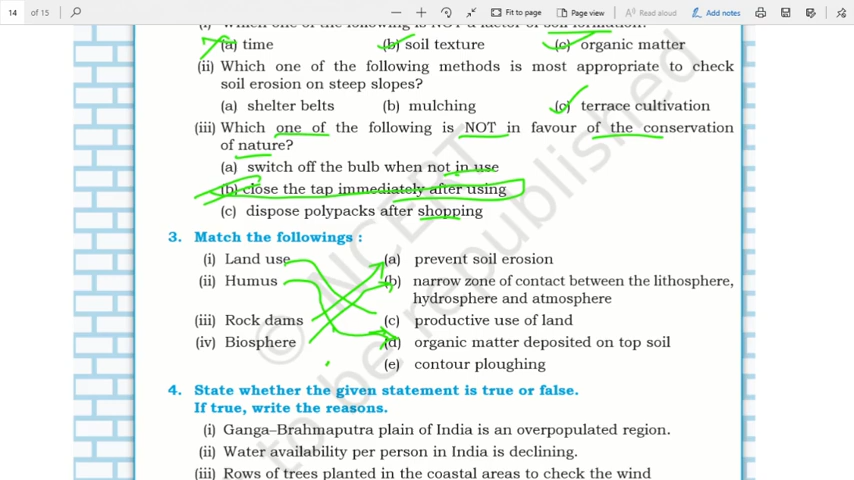 14 of 15
Fit to page
Page view
Read aloud
Add notes
(a) time (b) soil texture (c) organic matter
(ii) Which one of the following methods is most appropriate to check
soil erosion on steep slopes?
(a) shelter belts (b) mulching (c) terrace cultivation
(iii) Which one of the following is NOT in favour of the conservation
of nature?
(a) switch off the bulb when not in use
(b) close the tap immediately after using
(c) dispose polypacks after shopping
3. Match the followings :
(i) Land use (a) prevent soil erosion
(ii) Humus (b) narrow zone of contact between the lithosphere,
hydrosphere and atmosphere
(iii) Rock dams (c) productive use of land
(iv) Biosphere (d) organic matter deposited on top soil
(e) contour ploughing
4. State whether the given statement is true or false.
If true, write the reasons.
(i) Ganga–Brahmaputra plain of India is an overpopulated region.
(ii) Water availability per person in India is declining.
(iii) Rows of trees planted in the coastal areas to check the wind
© NCERT
to be republished